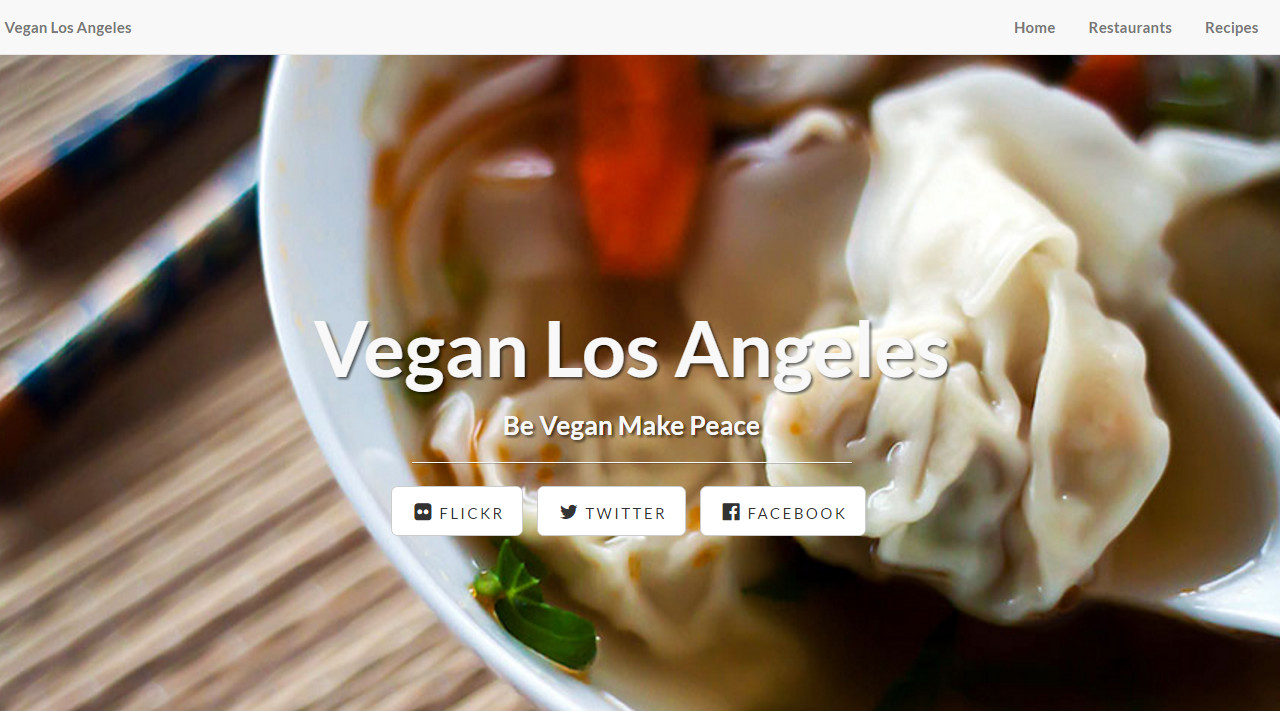 Vegan Los Angeles Home Restaurants Recipes
Vegan Los Angeles
Be Vegan Make Peace
FLICKR TWITTER FACEBOOK